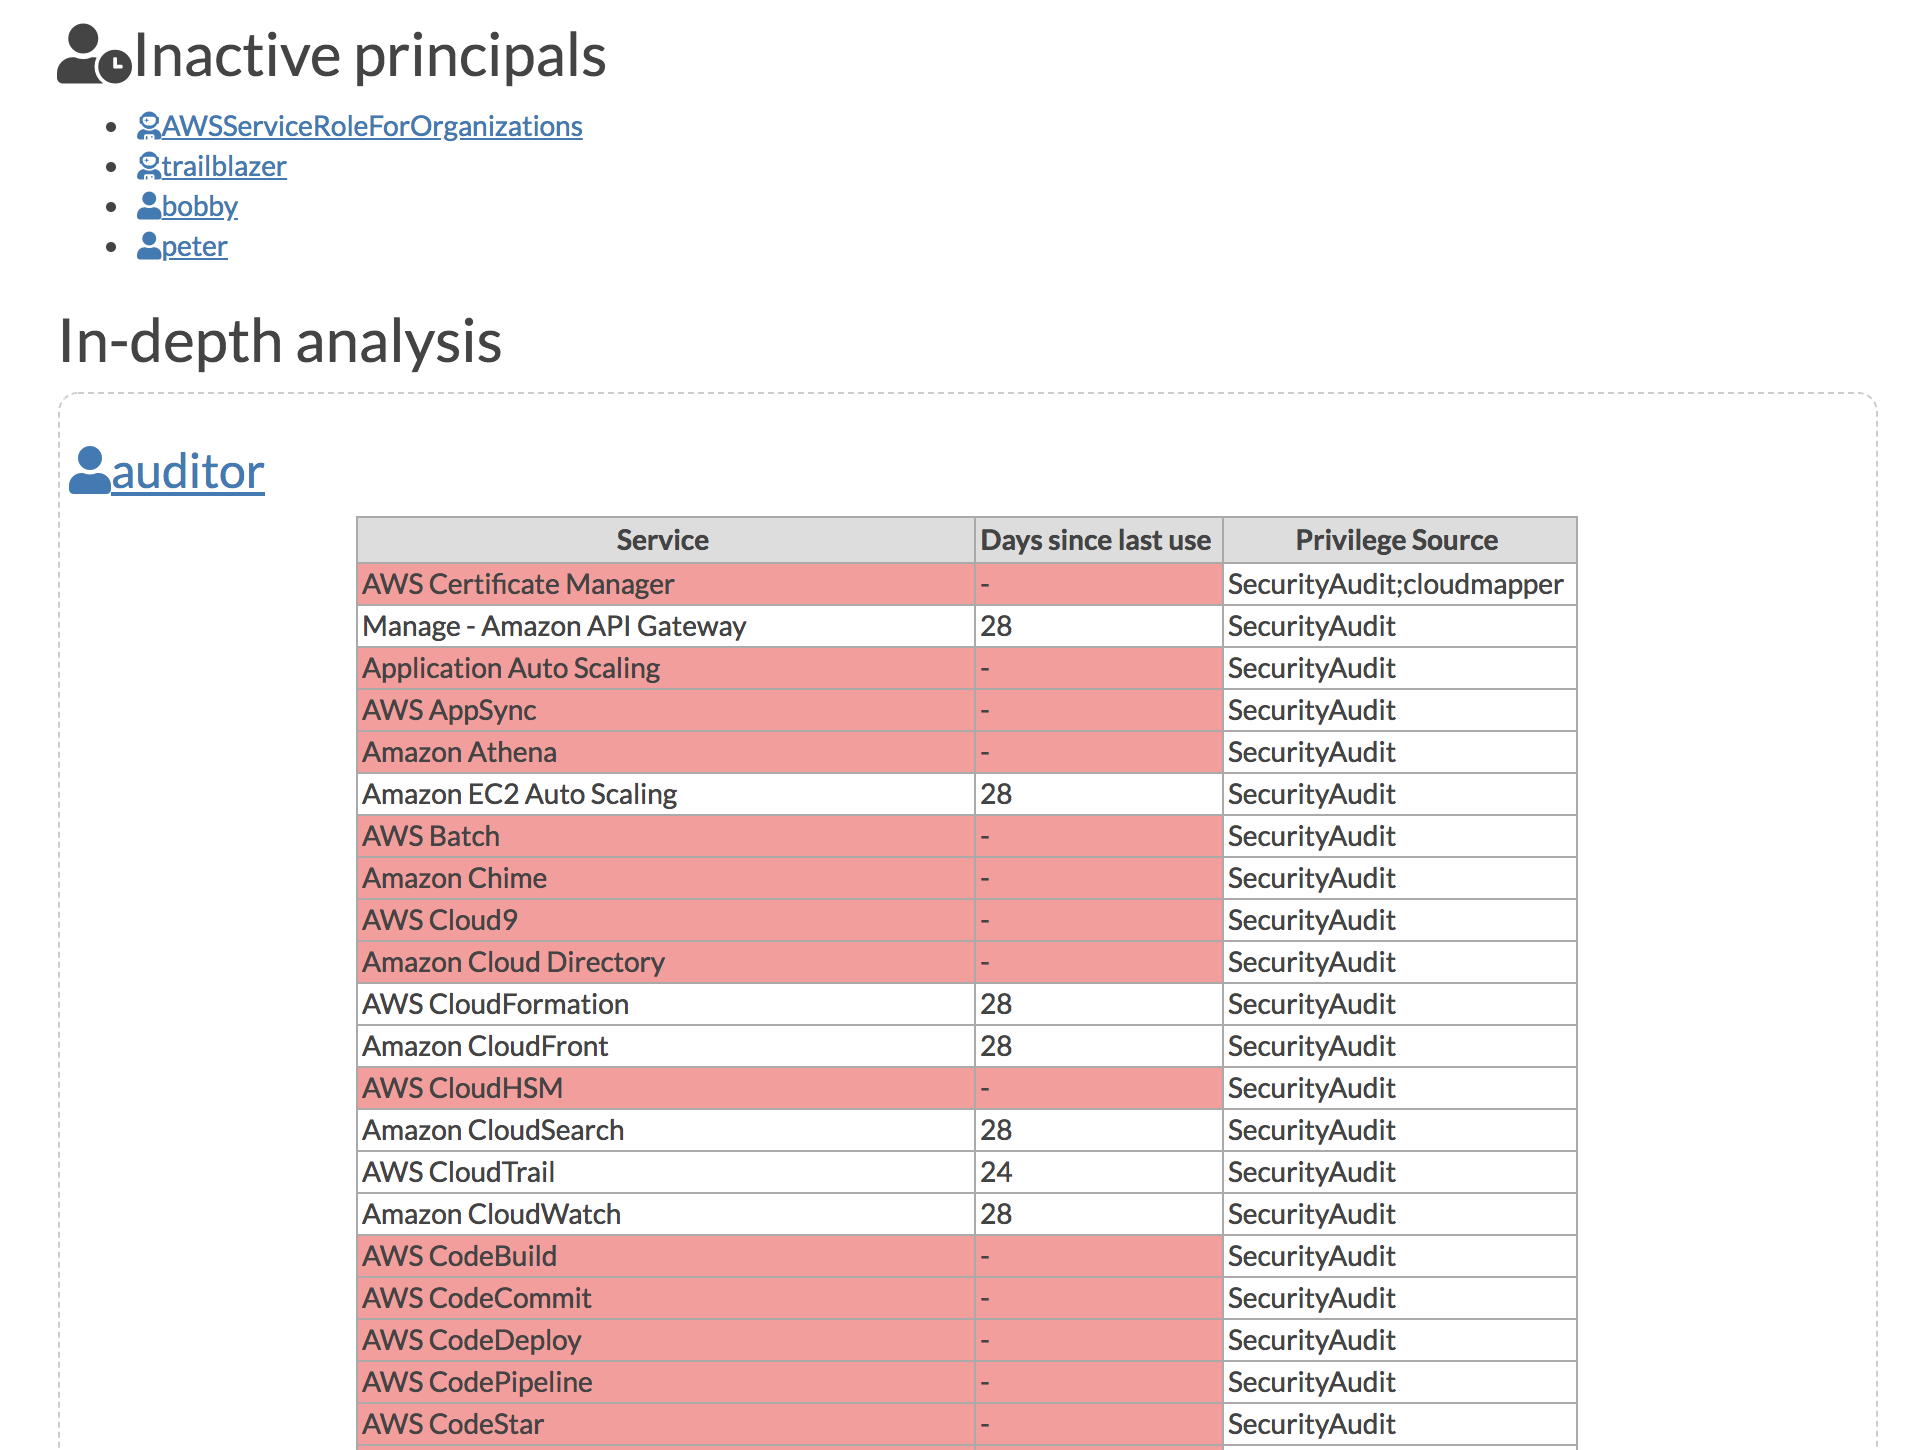 Inactive principals
AWSServiceRoleForOrganizations
trailblazer
bobby
peter
In-depth analysis
auditor
Service Days since last use Privilege Source
AWS Certificate Manager - SecurityAudit;cloudmapper
Manage - Amazon API Gateway 28 SecurityAudit
Application Auto Scaling - SecurityAudit
AWS AppSync - SecurityAudit
Amazon Athena - SecurityAudit
Amazon EC2 Auto Scaling 28 SecurityAudit
AWS Batch - SecurityAudit
Amazon Chime - SecurityAudit
AWS Cloud9 - SecurityAudit
Amazon Cloud Directory - SecurityAudit
AWS CloudFormation 28 SecurityAudit
Amazon CloudFront 28 SecurityAudit
AWS CloudHSM - SecurityAudit
Amazon CloudSearch 28 SecurityAudit
AWS CloudTrail 24 SecurityAudit
Amazon CloudWatch 28 SecurityAudit
AWS CodeBuild - SecurityAudit
AWS CodeCommit - SecurityAudit
AWS CodeDeploy - SecurityAudit
AWS CodePipeline - SecurityAudit
AWS CodeStar - SecurityAudit